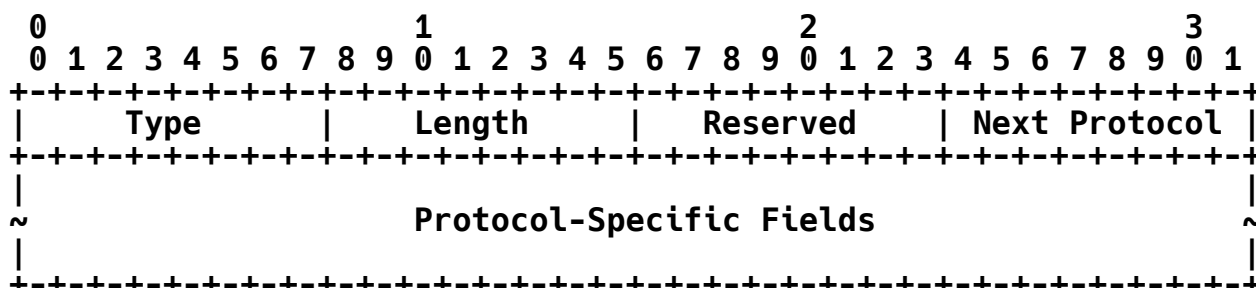 0                   1                   2                   3
 0 1 2 3 4 5 6 7 8 9 0 1 2 3 4 5 6 7 8 9 0 1 2 3 4 5 6 7 8 9 0 1
+-+-+-+-+-+-+-+-+-+-+-+-+-+-+-+-+-+-+-+-+-+-+-+-+-+-+-+-+-+-+-+-+
|     Type      |    Length     |   Reserved    | Next Protocol |
+-+-+-+-+-+-+-+-+-+-+-+-+-+-+-+-+-+-+-+-+-+-+-+-+-+-+-+-+-+-+-+-+
|                                                               |
~                    Protocol-Specific Fields                   ~
|                                                               |
+-+-+-+-+-+-+-+-+-+-+-+-+-+-+-+-+-+-+-+-+-+-+-+-+-+-+-+-+-+-+-+-+